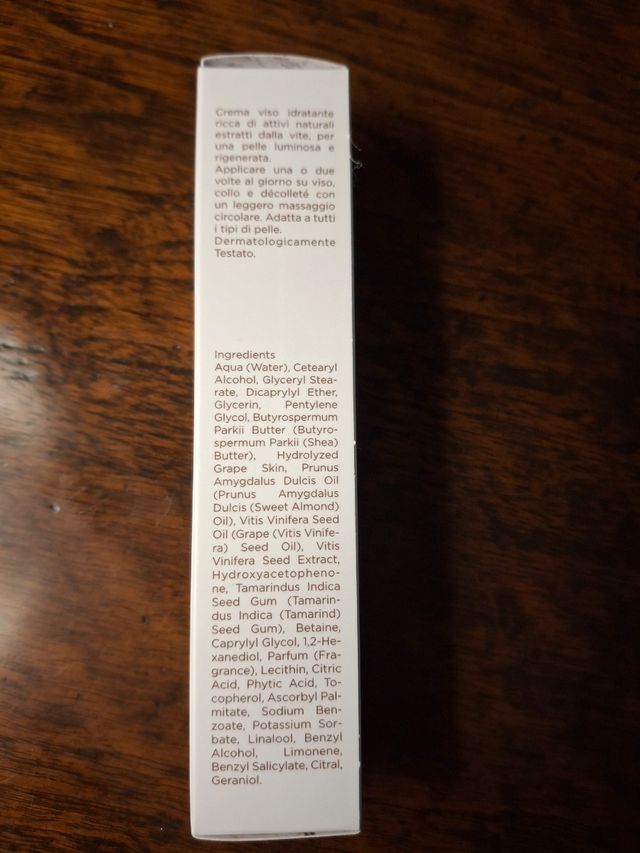 Crema viso idratante
ricca di attivi naturali
estratti dalla vite, per
una pelle luminosa e
rigenerata.
Applicare una o due
volte al giorno su viso,
collo e décolleté con
un leggero massaggio
circolare. Adatta a tutti
i tipi di pelle.
Dermatologicamente
Testato.
Ingredients
Aqua (Water), Cetearyl
Alcohol, Glyceryl Stea-
rate, Dicaprylyl Ether,
Glycerin, Pentylene
Glycol, Butyrospermum
Parkii Butter (Butyro-
spermum Parkii (Shea)
Butter), Hydrolyzed
Grape Skin, Prunus
Amygdalus Dulcis Oil
(Prunus Amygdalus
Dulcis (Sweet Almond)
Oil), Vitis Vinifera Seed
Oil (Grape (Vitis Vinife-
ra) Seed Oil), Vitis
Vinifera Seed Extract,
Hydroxyacetopheno-
ne, Tamarindus Indica
Seed Gum (Tamarin-
dus Indica (Tamarind)
Seed Gum), Betaine,
Caprylyl Glycol, 1,2-He-
xanediol, Parfum (Fra-
grance), Lecithin, Citric
Acid, Phytic Acid, To-
copherol, Ascorbyl Pal-
mitate, Sodium Ben-
zoate, Potassium Sor-
bate, Linalool, Benzyl
Alcohol, Limonene,
Benzyl Salicylate, Citral,
Geraniol.